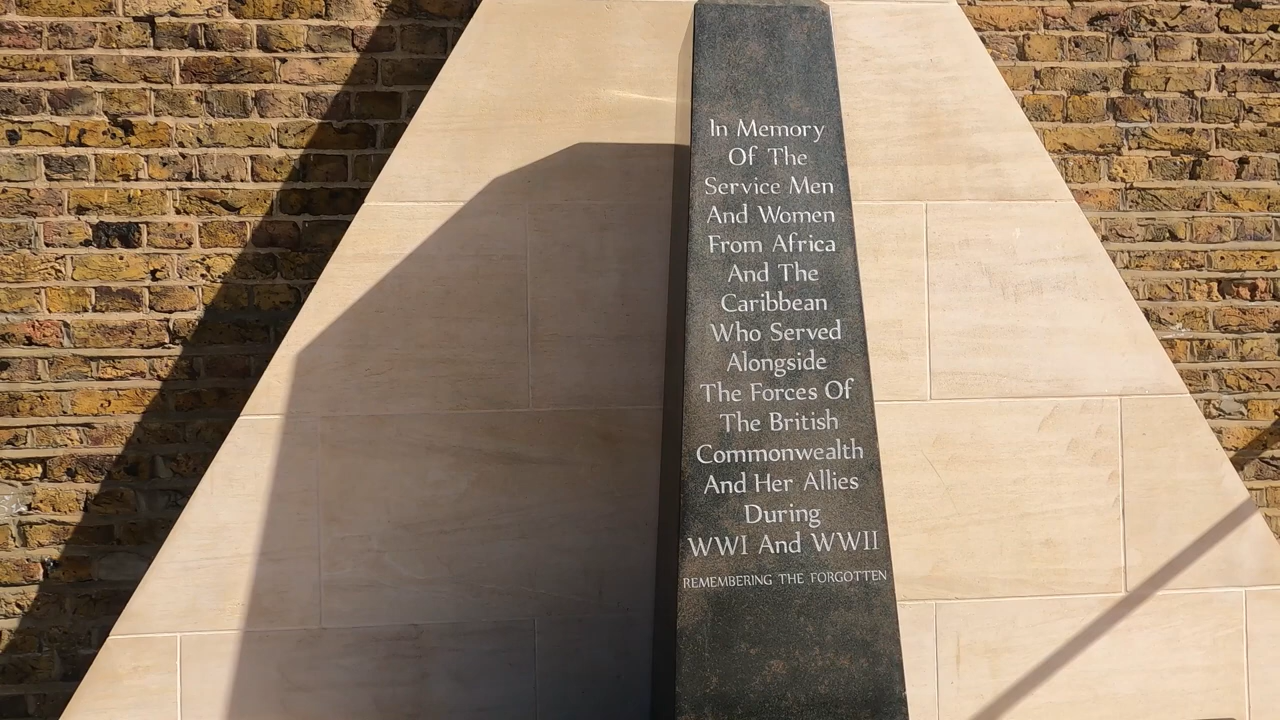 In Memory
Of The
Service Men
And Women
From Africa
And The
Caribbean
Who Served
Alongside
The Forces Of
The British
Commonwealth
And Her Allies
During
WWI And WWII
REMEMBERING THE FORGOTTEN